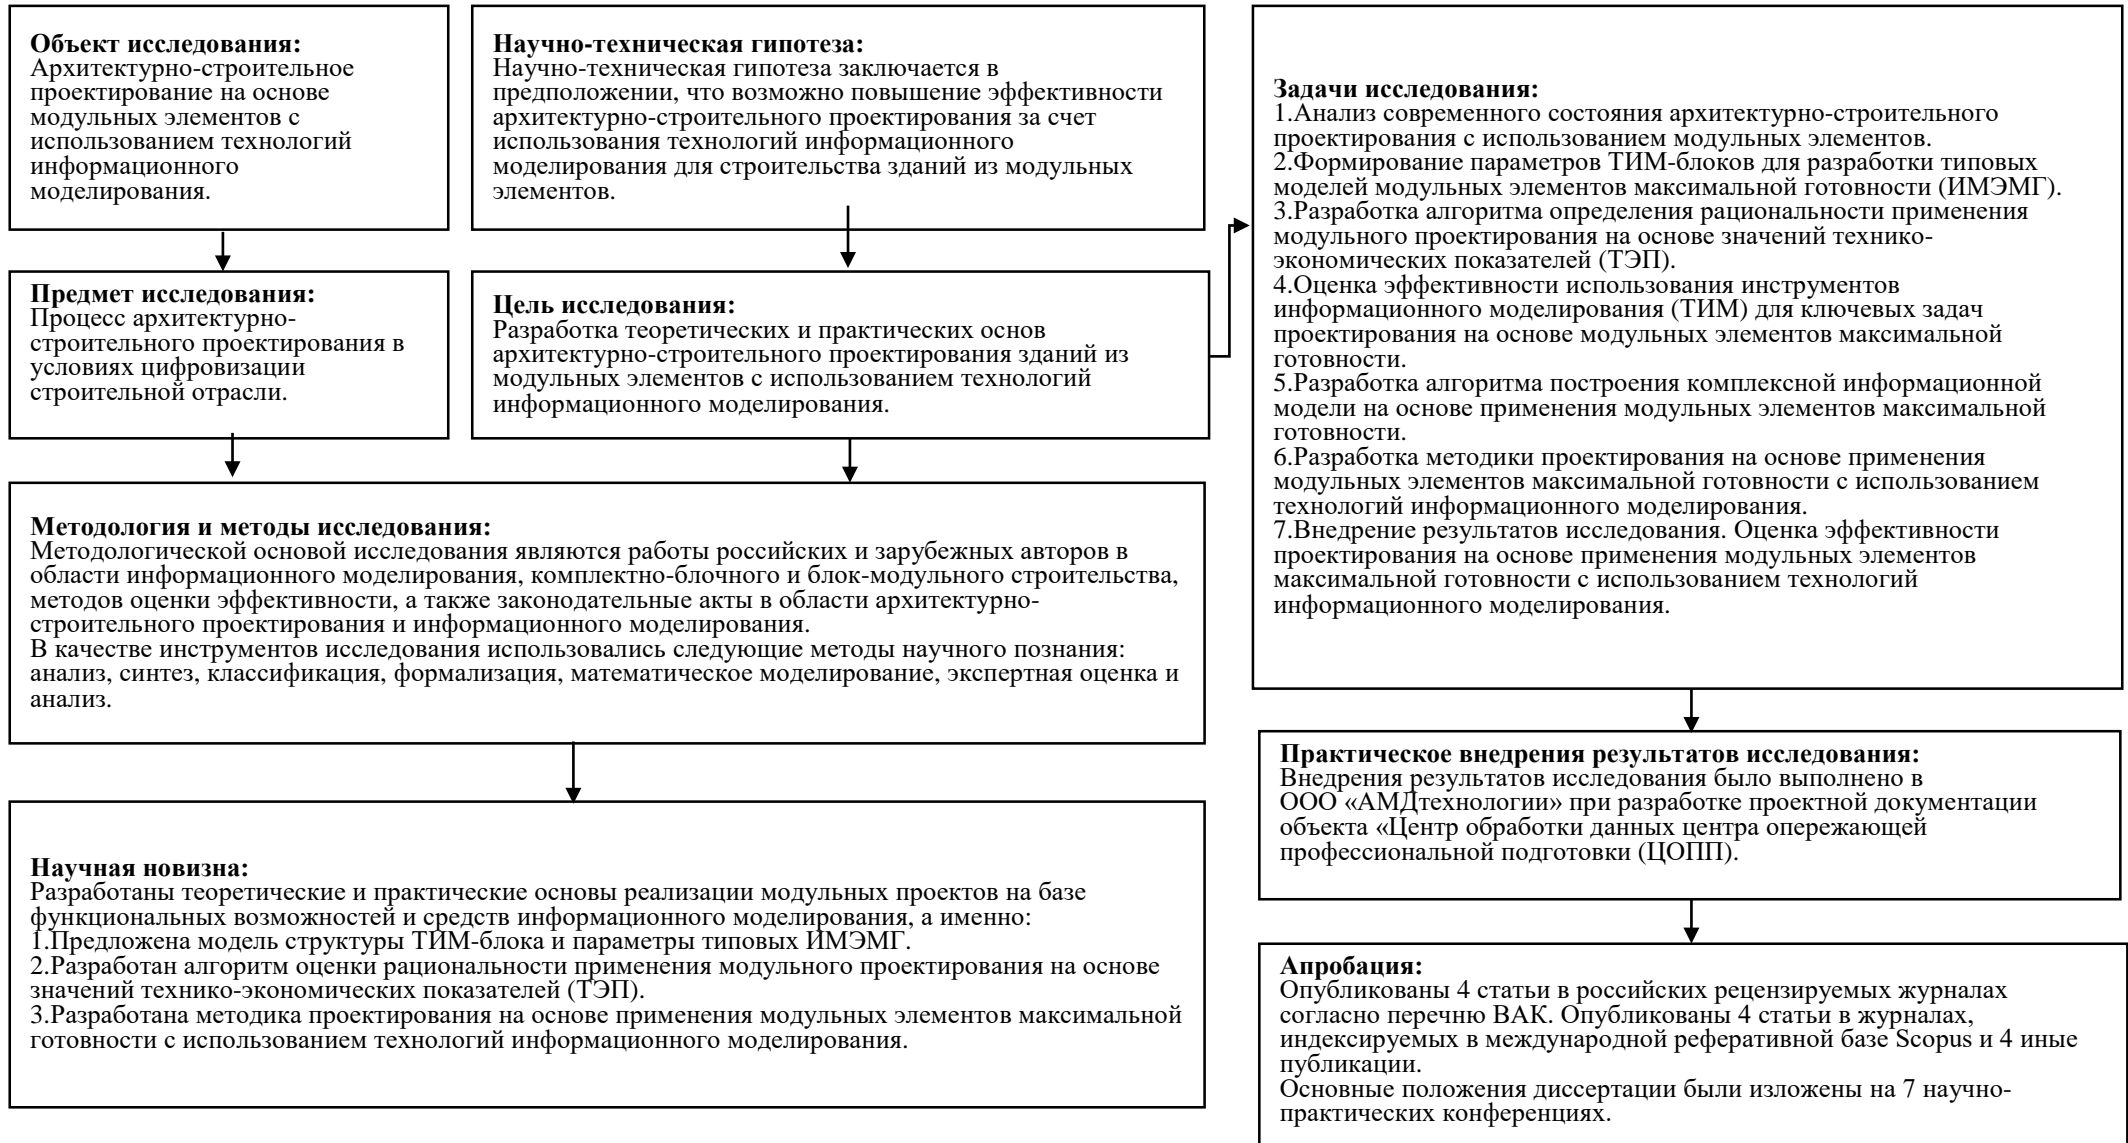 Объект исследования:
Архитектурно-строительное
проектирование на основе
модульных элементов с
использованием технологий
информационного
моделирования.
Научно-техническая гипотеза:
Научно-техническая гипотеза заключается в
предположении, что возможно повышение эффективности
архитектурно-строительного проектирования за счет
использования технологий информационного
моделирования для строительства зданий из модульных
элементов.
Предмет исследования:
Процесс архитектурно-
строительного проектирования в
условиях цифровизации
строительной отрасли.
Цель исследования:
Разработка теоретических и практических основ
архитектурно-строительного проектирования зданий из
модульных элементов с использованием технологий
информационного моделирования.
Методология и методы исследования:
Методологической основой исследования являются работы российских и зарубежных авторов в
области информационного моделирования, комплектно-блочного и блок-модульного строительства,
методов оценки эффективности, а также законодательные акты в области архитектурно-
строительного проектирования и информационного моделирования.
В качестве инструментов исследования использовались следующие методы научного познания:
анализ, синтез, классификация, формализация, математическое моделирование, экспертная оценка и
анализ.
Научная новизна:
Разработаны теоретические и практические основы реализации модульных проектов на базе
функциональных возможностей и средств информационного моделирования, а именно:
1.Предложена модель структуры ТИМ-блока и параметры типовых ИМЭМГ.
2.Разработан алгоритм оценки рациональности применения модульного проектирования на основе
значений технико-экономических показателей (ТЭП).
3.Разработана методика проектирования на основе применения модульных элементов максимальной
готовности с использованием технологий информационного моделирования.
Задачи исследования:
1.Анализ современного состояния архитектурно-строительного
проектирования с использованием модульных элементов.
2.Формирование параметров ТИМ-блоков для разработки типовых
моделей модульных элементов максимальной готовности (ИМЭМГ).
3.Разработка алгоритма определения рациональности применения
модульного проектирования на основе значений технико-
экономических показателей (ТЭП).
4.Оценка эффективности использования инструментов
информационного моделирования (ТИМ) для ключевых задач
проектирования на основе модульных элементов максимальной
готовности.
5.Разработка алгоритма построения комплексной информационной
модели на основе применения модульных элементов максимальной
готовности.
6.Разработка методики проектирования на основе применения
модульных элементов максимальной готовности с использованием
технологий информационного моделирования.
7.Внедрение результатов исследования. Оценка эффективности
проектирования на основе применения модульных элементов
максимальной готовности с использованием технологий
информационного моделирования.
Практическое внедрения результатов исследования:
Внедрения результатов исследования было выполнено в
ООО «АМДтехнологии» при разработке проектной документации
объекта «Центр обработки данных центра опережающей
профессиональной подготовки (ЦОПП).
Апробация:
Опубликованы 4 статьи в российских рецензируемых журналах
согласно перечню ВАК. Опубликованы 4 статьи в журналах,
индексируемых в международной реферативной базе Scopus и 4 иные
публикации.
Основные положения диссертации были изложены на 7 научно-
практических конференциях.